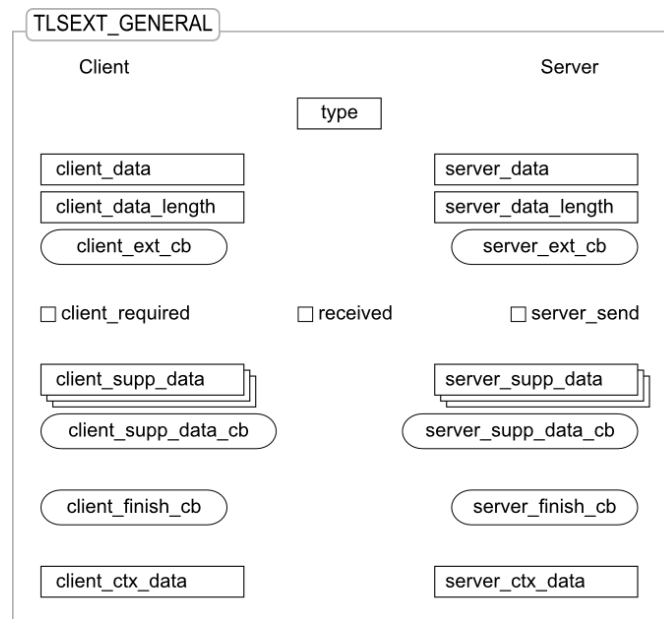 TLSEXT_GENERAL
Client Server
type
client_data server_data
client_data_length server_data_length
client_ext_cb server_ext_cb
client_required received server_send
client_supp_data server_supp_data
client_supp_data_cb server_supp_data_cb
client_finish_cb server_finish_cb
client_ctx_data server_ctx_data